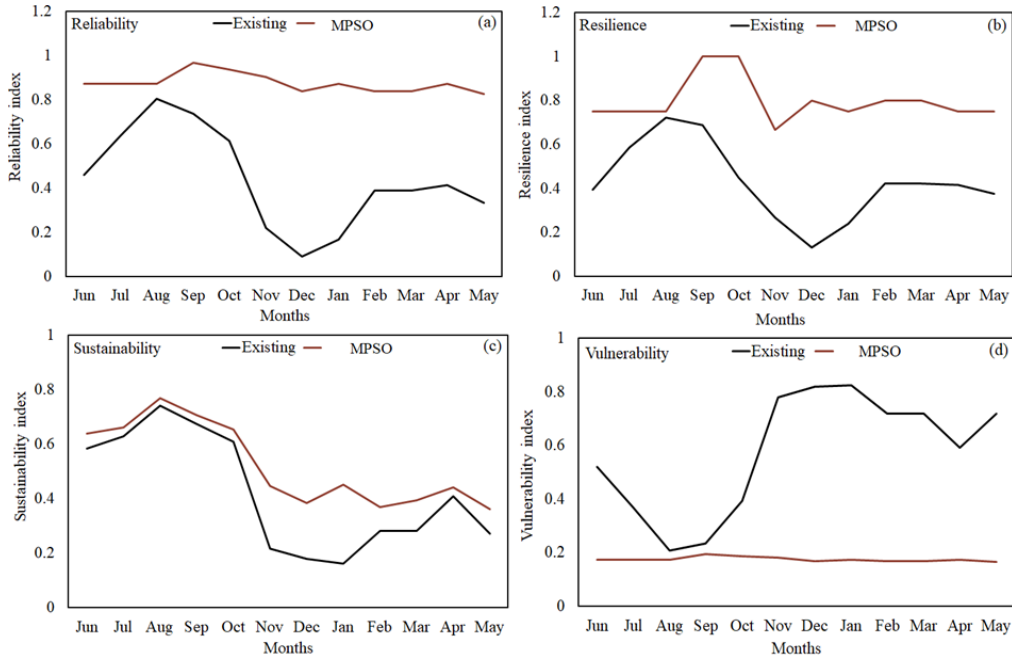 Reliability
Existing
MPSO
(a)
Reliability index
1.2
1
0.8
0.6
0.4
0.2
0
Jun Jul Aug Sep Oct Nov Dec Jan Feb Mar Apr May
Months
Resilience
Existing
MPSO
(b)
Resilience index
1.2
1
0.8
0.6
0.4
0.2
0
Jun Jul Aug Sep Oct Nov Dec Jan Feb Mar Apr May
Months
Sustainability
Existing
MPSO
(c)
Sustainability index
1
0.8
0.6
0.4
0.2
0
Jun Jul Aug Sep Oct Nov Dec Jan Feb Mar Apr May
Months
Vulnerability
Existing
MPSO
(d)
Vulnerability index
1
0.8
0.6
0.4
0.2
0
Jun Jul Aug Sep Oct Nov Dec Jan Feb Mar Apr May
Months